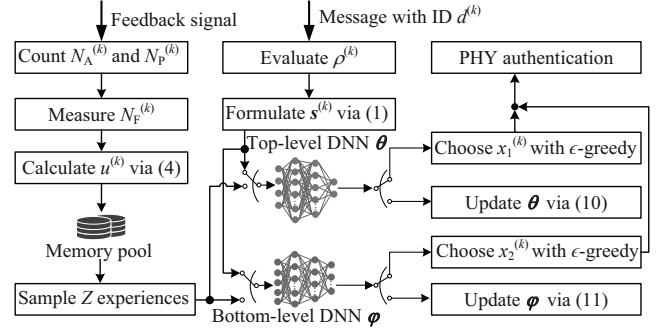 Feedback signal
Message with ID d^(k)
Count N_A^(k) and N_P^(k)
Evaluate ρ^(k)
PHY authentication
Measure N_F^(k)
Formulate s^(k) via (1)
Top-level DNN θ
Choose x_1^(k) with ϵ-greedy
Calculate u^(k) via (4)
Update θ via (10)
Memory pool
Choose x_2^(k) with ϵ-greedy
Sample Z experiences
Update φ via (11)
Bottom-level DNN φ